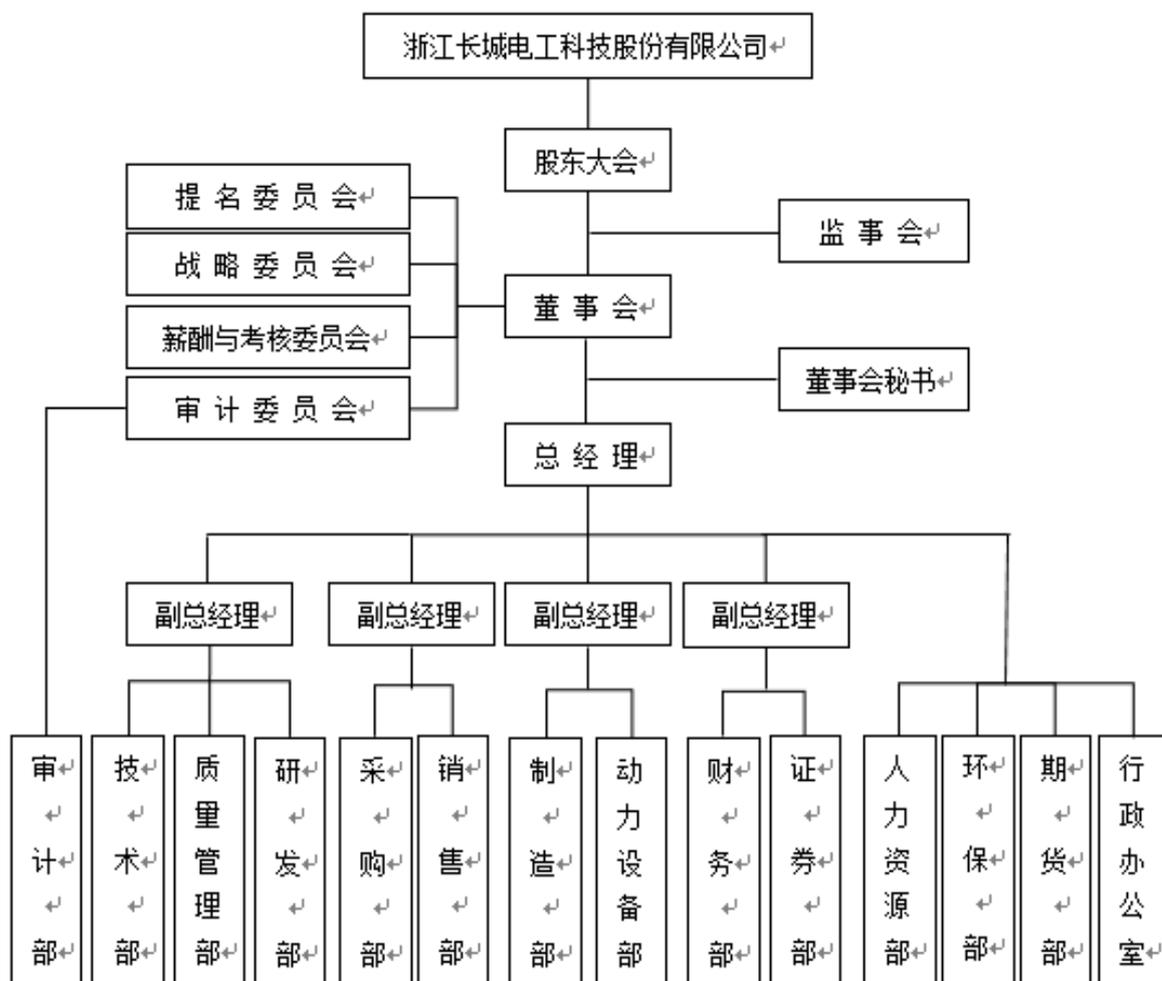 浙江长城电工科技股份有限公司
股东大会
提名委员会
监事会
战略委员会
董事会
薪酬与考核委员会
董事会秘书
审计委员会
总经理
副总经理
副总经理
副总经理
副总经理
审计部
技术部
质量管理部
研发部
采购部
销售部
制造部
动力设备部
财务部
证券部
人力资源部
环保部
期货部
行政办公室